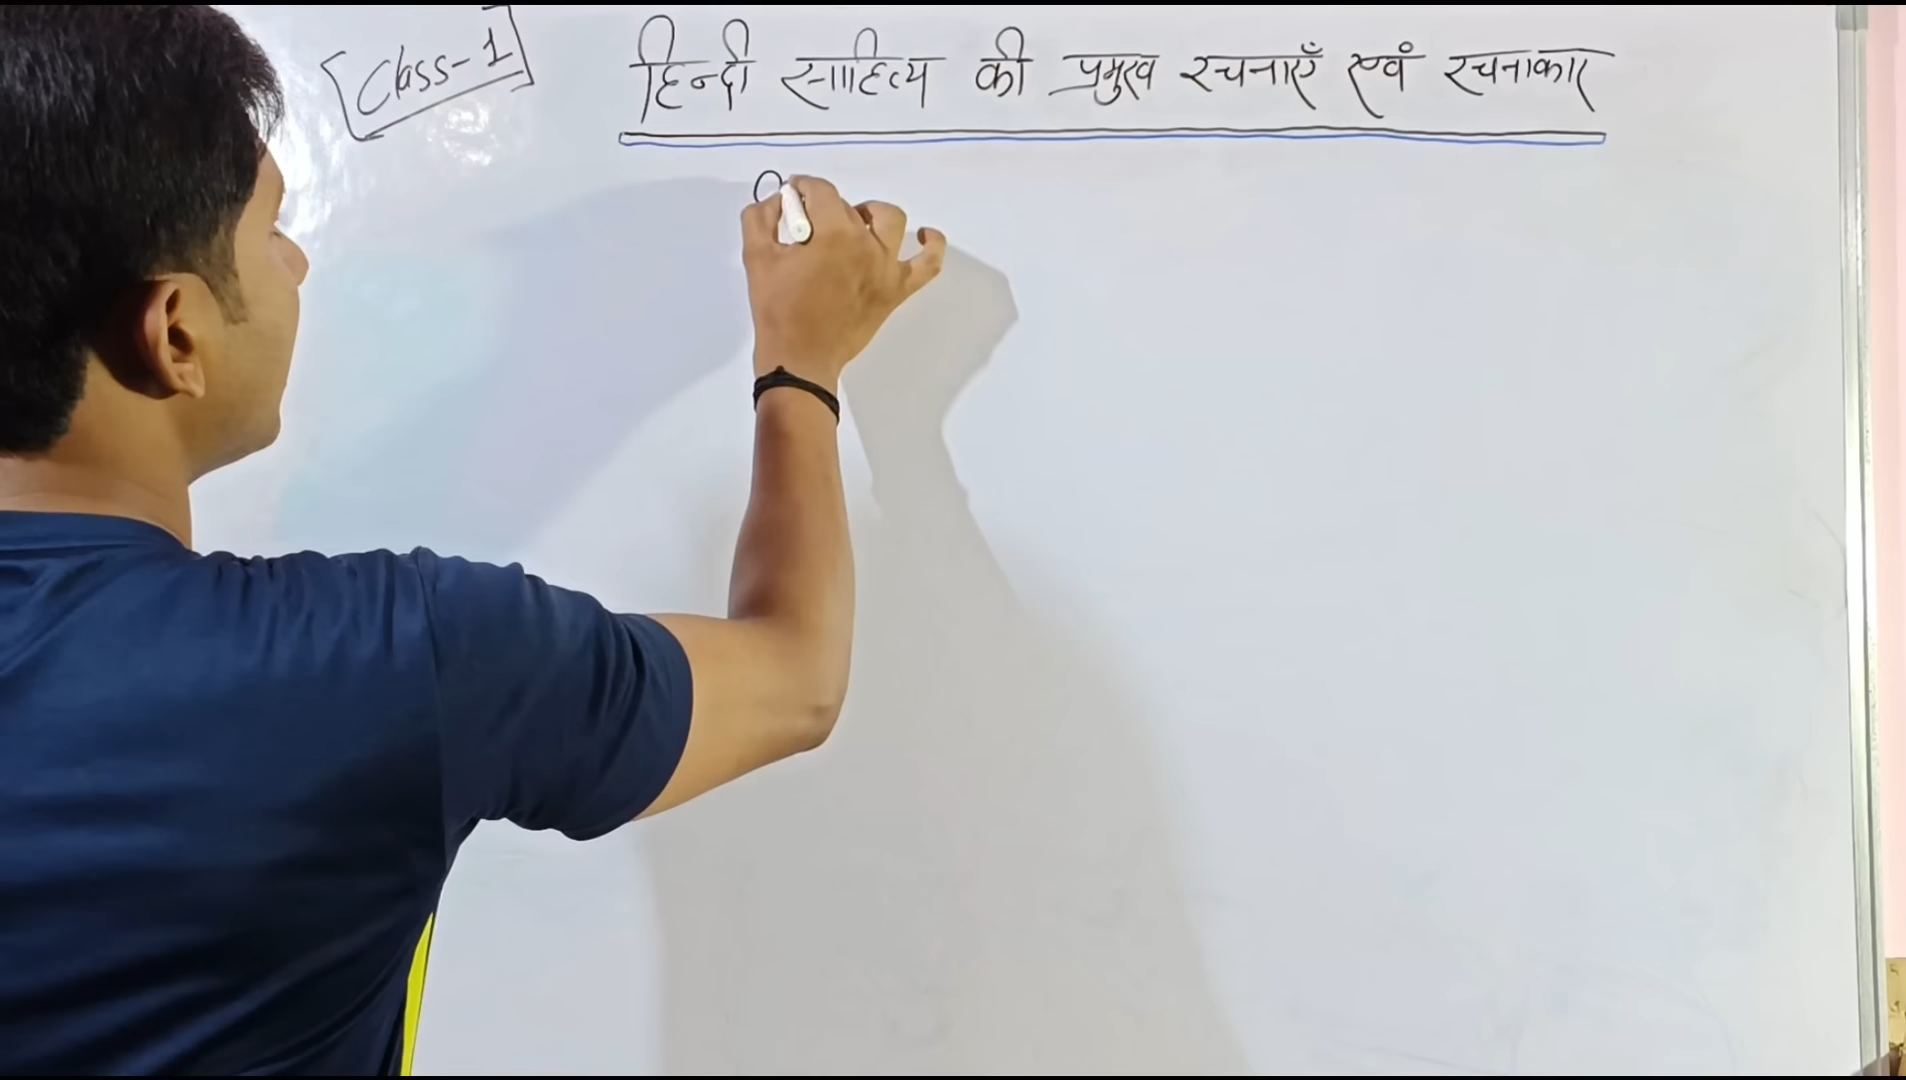 [Class-1]
हिन्दी साहित्य की प्रमुख रचनाएँ एवं रचनाकार